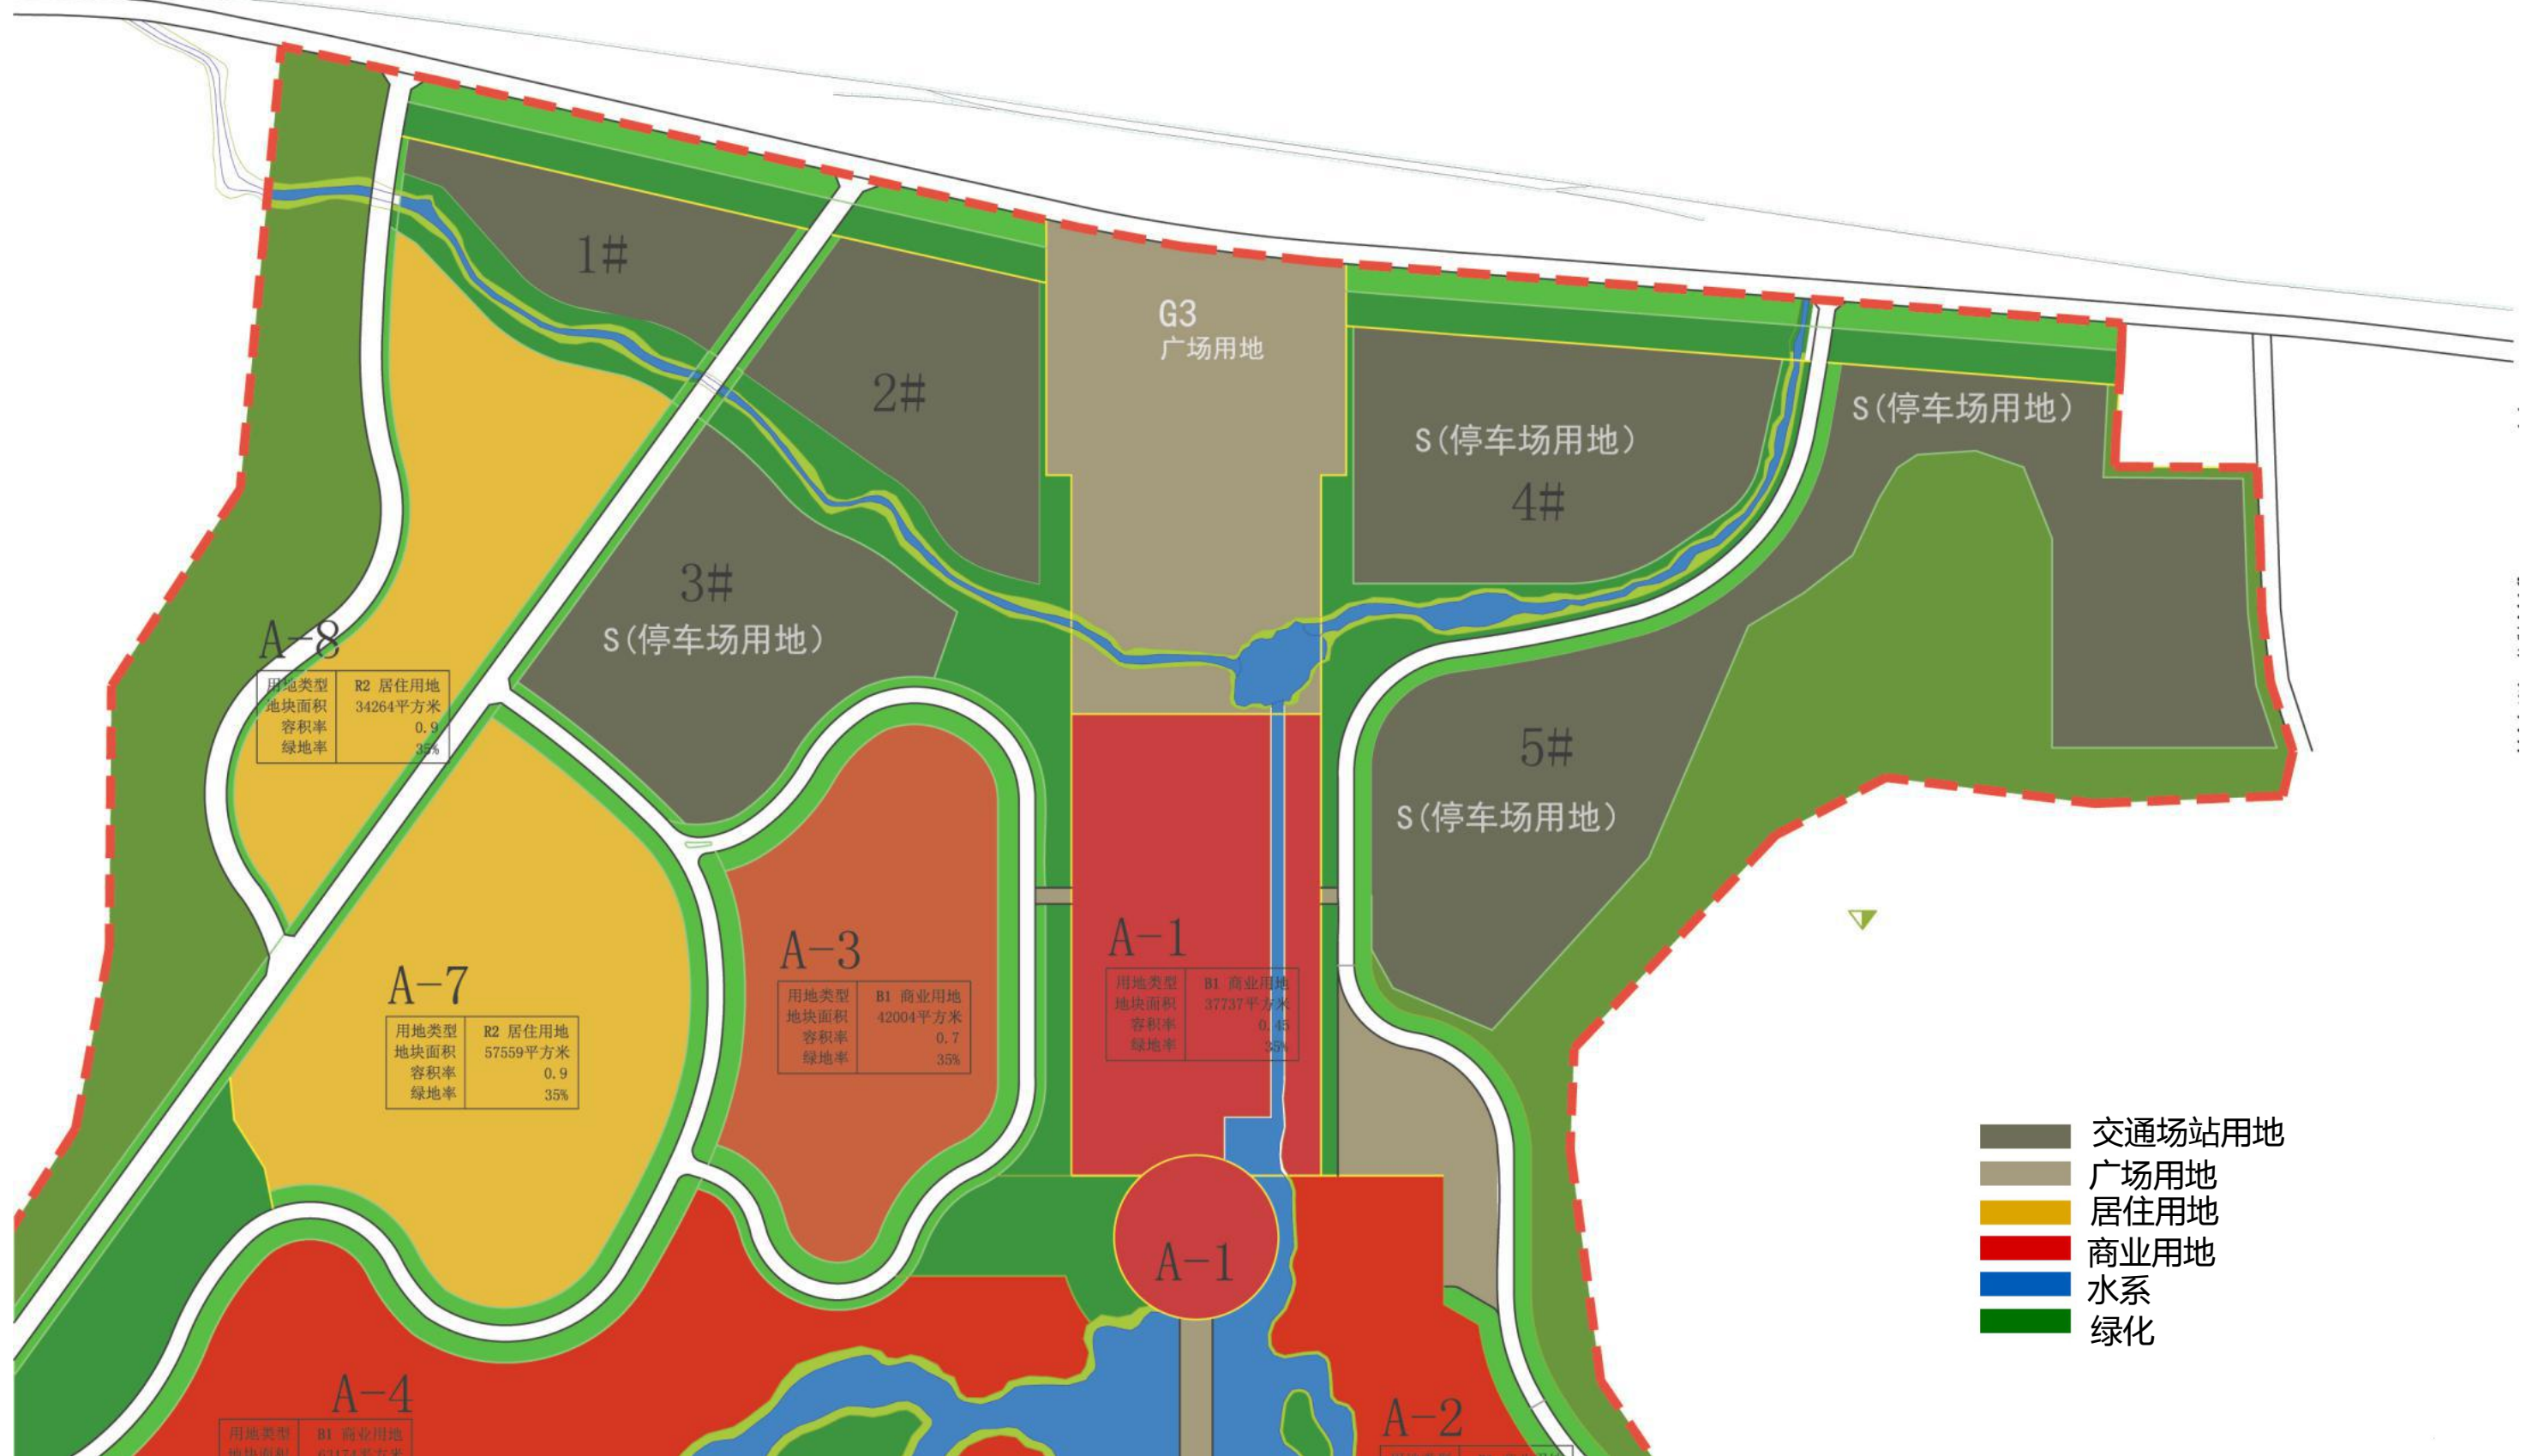 1#
2#
G3
广场用地
S(停车场用地)
S(停车场用地)
4#
3#
S(停车场用地)
A-8
用地类型 R2 居住用地
地块面积 34264平方米
容积率 0.9
绿地率 35%
5#
S(停车场用地)
A-7
用地类型 R2 居住用地
地块面积 57559平方米
容积率 0.9
绿地率 35%
A-3
用地类型 B1 商业用地
地块面积 42004平方米
容积率 0.7
绿地率 35%
A-1
用地类型 B1 商业用地
地块面积 37737平方米
容积率 0.45
绿地率 35%
A-1
交通场站用地
广场用地
居住用地
商业用地
水系
绿化
A-4
用地类型 B1 商业用地
A-2